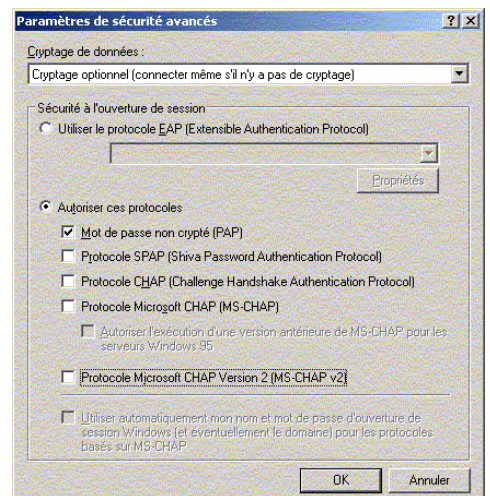 Paramètres de sécurité avancés
Cryptage de données :
Cryptage optionnel (connecter même s'il n'y a pas de cryptage)
Sécurité à l'ouverture de session
Utiliser le protocole EAP (Extensible Authentication Protocol)
Propriétés
Autoriser ces protocoles
Mot de passe non crypté (PAP)
Protocole SPAP (Shiva Password Authentication Protocol)
Protocole CHAP (Challenge Handshake Authentication Protocol)
Protocole Microsoft CHAP (MS-CHAP)
Autoriser l'exécution d'une version antérieure de MS-CHAP pour les
serveurs Windows 95
Protocole Microsoft CHAP Version 2 (MS-CHAP v2)
Utiliser automatiquement mon nom et mot de passe d'ouverture de
session Windows (et éventuellement le domaine) pour les protocoles
basés sur MS-CHAP
OK Annuler